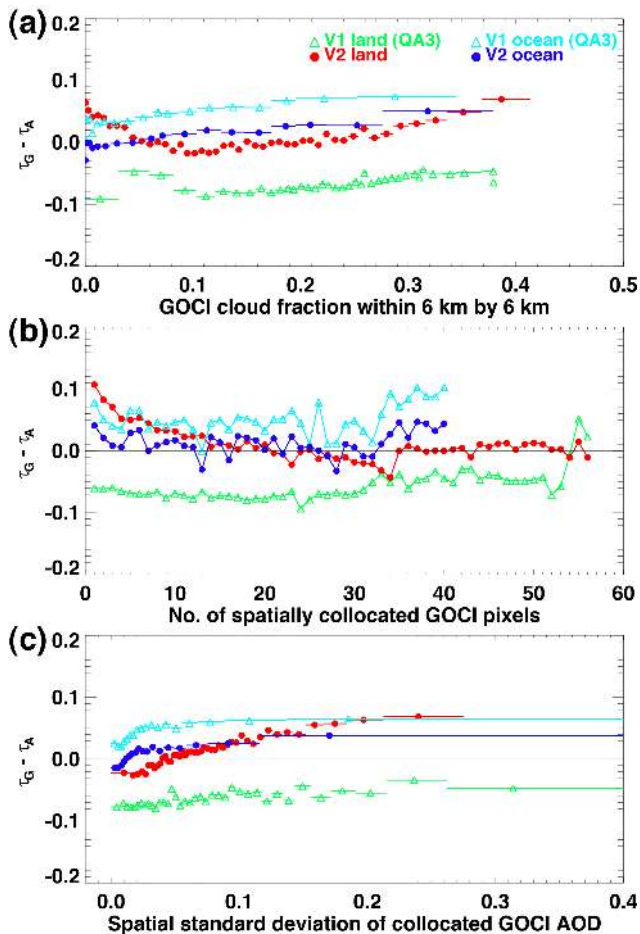 (a)
V1 land (QA3) V1 ocean (QA3)
V2 land V2 ocean
0.2
0.1
0.0
-0.1
-0.2
τG - τA
0.0 0.1 0.2 0.3 0.4 0.5
GOCI cloud fraction within 6 km by 6 km
(b)
0.2
0.1
0.0
-0.1
-0.2
τG - τA
0 10 20 30 40 50 60
No. of spatially collocated GOCI pixels
(c)
0.2
0.1
0.0
-0.1
-0.2
τG - τA
0.0 0.1 0.2 0.3 0.4
Spatial standard deviation of collocated GOCI AOD